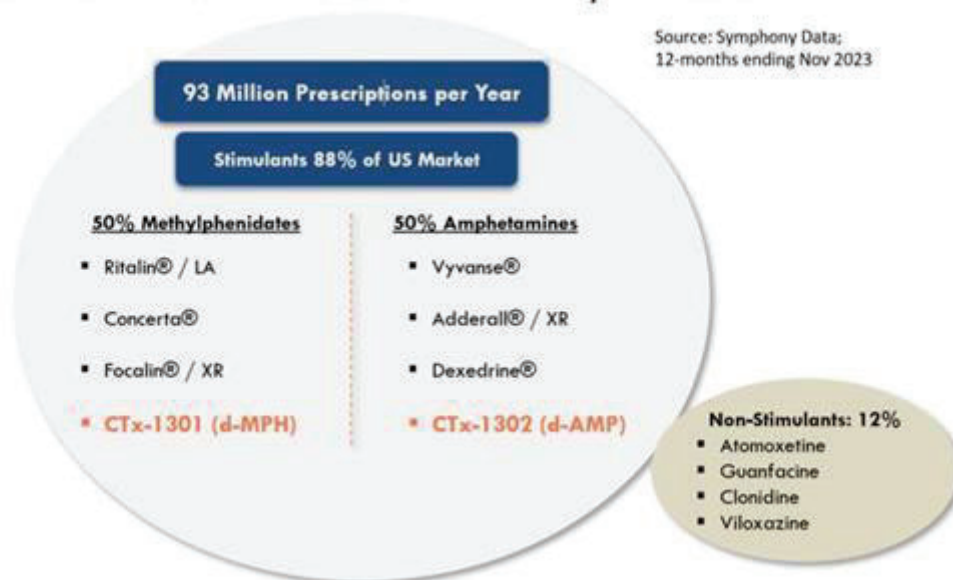 Source: Symphony Data;
12-months ending Nov 2023
93 Million Prescriptions per Year
Stimulants 88% of US Market
50% Methylphenidates
▪ Ritalin® / LA
▪ Concerta®
▪ Focalin® / XR
▪ CTx-1301 (d-MPH)
50% Amphetamines
▪ Vyvanse®
▪ Adderall® / XR
▪ Dexedrine®
▪ CTx-1302 (d-AMP)
Non-Stimulants: 12%
▪ Atomoxetine
▪ Guanfacine
▪ Clonidine
▪ Viloxazine